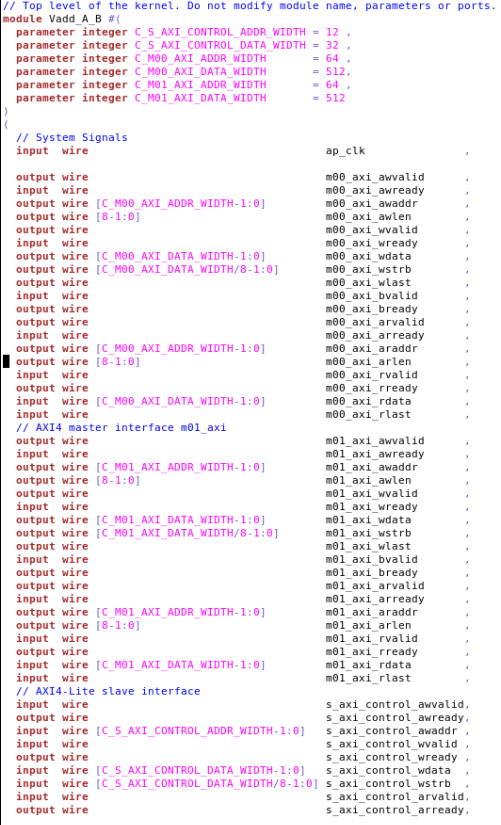 // Top level of the kernel. Do not modify module name, parameters or ports.
module Vadd_A_B #(
  parameter integer C_S_AXI_CONTROL_ADDR_WIDTH = 12 ,
  parameter integer C_S_AXI_CONTROL_DATA_WIDTH = 32 ,
  parameter integer C_M00_AXI_ADDR_WIDTH       = 64 ,
  parameter integer C_M00_AXI_DATA_WIDTH       = 512,
  parameter integer C_M01_AXI_ADDR_WIDTH       = 64 ,
  parameter integer C_M01_AXI_DATA_WIDTH       = 512
)
(
  // System Signals
  input  wire                                    ap_clk               ,
  output wire                                    m00_axi_awvalid      ,
  input  wire                                    m00_axi_awready      ,
  output wire [C_M00_AXI_ADDR_WIDTH-1:0]         m00_axi_awaddr       ,
  output wire [8-1:0]                            m00_axi_awlen        ,
  output wire                                    m00_axi_wvalid       ,
  input  wire                                    m00_axi_wready       ,
  output wire [C_M00_AXI_DATA_WIDTH-1:0]         m00_axi_wdata        ,
  output wire [C_M00_AXI_DATA_WIDTH/8-1:0]       m00_axi_wstrb        ,
  output wire                                    m00_axi_wlast        ,
  input  wire                                    m00_axi_bvalid       ,
  output wire                                    m00_axi_bready       ,
  output wire                                    m00_axi_arvalid      ,
  input  wire                                    m00_axi_arready      ,
  output wire [C_M00_AXI_ADDR_WIDTH-1:0]         m00_axi_araddr       ,
  output wire [8-1:0]                            m00_axi_arlen        ,
  input  wire                                    m00_axi_rvalid       ,
  output wire                                    m00_axi_rready       ,
  input  wire [C_M00_AXI_DATA_WIDTH-1:0]         m00_axi_rdata        ,
  input  wire                                    m00_axi_rlast        ,
  // AXI4 master interface m01_axi
  output wire                                    m01_axi_awvalid      ,
  input  wire                                    m01_axi_awready      ,
  output wire [C_M01_AXI_ADDR_WIDTH-1:0]         m01_axi_awaddr       ,
  output wire [8-1:0]                            m01_axi_awlen        ,
  output wire                                    m01_axi_wvalid       ,
  input  wire                                    m01_axi_wready       ,
  output wire [C_M01_AXI_DATA_WIDTH-1:0]         m01_axi_wdata        ,
  output wire [C_M01_AXI_DATA_WIDTH/8-1:0]       m01_axi_wstrb        ,
  output wire                                    m01_axi_wlast        ,
  input  wire                                    m01_axi_bvalid       ,
  output wire                                    m01_axi_bready       ,
  output wire                                    m01_axi_arvalid      ,
  input  wire                                    m01_axi_arready      ,
  output wire [C_M01_AXI_ADDR_WIDTH-1:0]         m01_axi_araddr       ,
  output wire [8-1:0]                            m01_axi_arlen        ,
  input  wire                                    m01_axi_rvalid       ,
  output wire                                    m01_axi_rready       ,
  input  wire [C_M01_AXI_DATA_WIDTH-1:0]         m01_axi_rdata        ,
  input  wire                                    m01_axi_rlast        ,
  // AXI4-Lite slave interface
  input  wire                                    s_axi_control_awvalid,
  output wire                                    s_axi_control_awready,
  input  wire [C_S_AXI_CONTROL_ADDR_WIDTH-1:0]   s_axi_control_awaddr ,
  input  wire                                    s_axi_control_wvalid ,
  output wire                                    s_axi_control_wready ,
  input  wire [C_S_AXI_CONTROL_DATA_WIDTH-1:0]   s_axi_control_wdata  ,
  input  wire [C_S_AXI_CONTROL_DATA_WIDTH/8-1:0] s_axi_control_wstrb  ,
  input  wire                                    s_axi_control_arvalid,
  output wire                                    s_axi_control_arready,